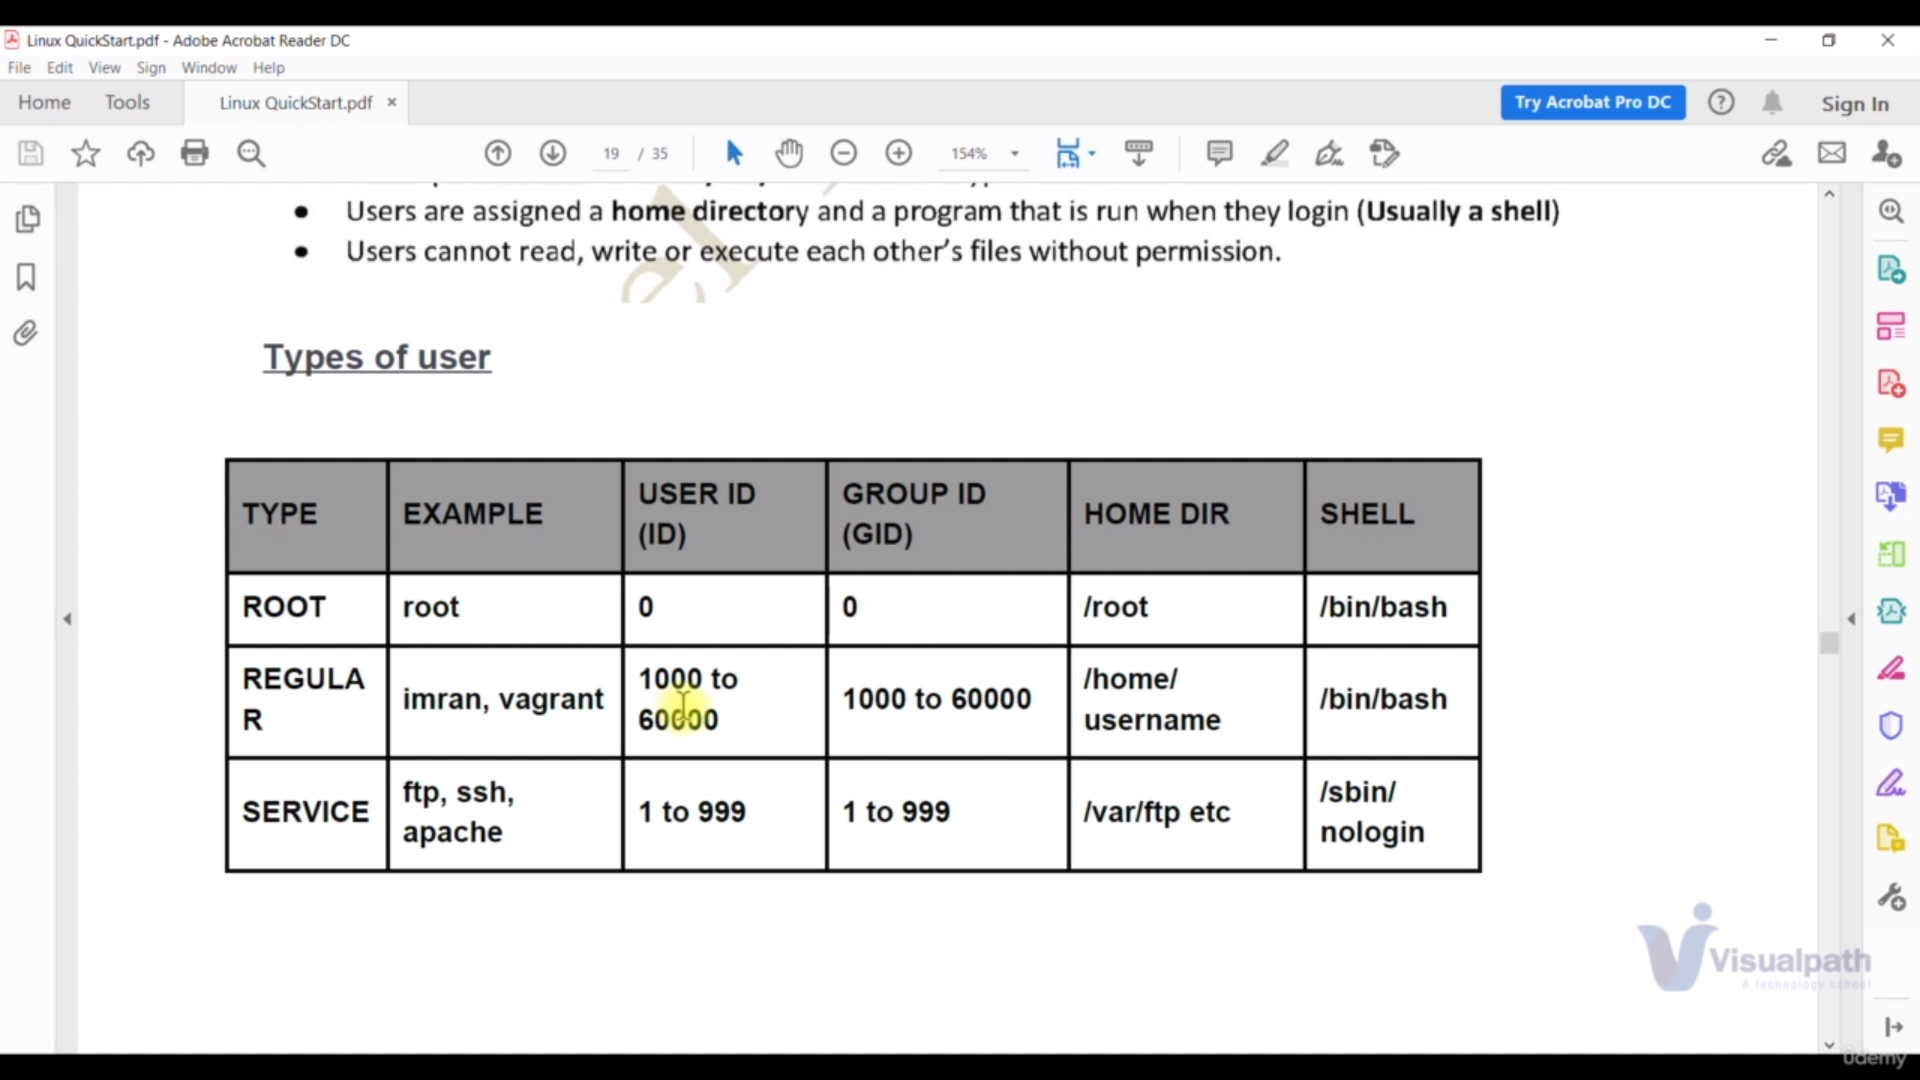 Linux QuickStart.pdf - Adobe Acrobat Reader DC
File Edit View Sign Window Help
Home Tools Linux QuickStart.pdf × Try Acrobat Pro DC Sign In
19 / 35 154%
Users are assigned a home directory and a program that is run when they login (Usually a shell)
Users cannot read, write or execute each other's files without permission.
Types of user
TYPE EXAMPLE USER ID (ID) GROUP ID (GID) HOME DIR SHELL
ROOT root 0 0 /root /bin/bash
REGULA R imran, vagrant 1000 to 60000 1000 to 60000 /home/ username /bin/bash
SERVICE ftp, ssh, apache 1 to 999 1 to 999 /var/ftp etc /sbin/ nologin
Visualpath
A technology school
ûdemy